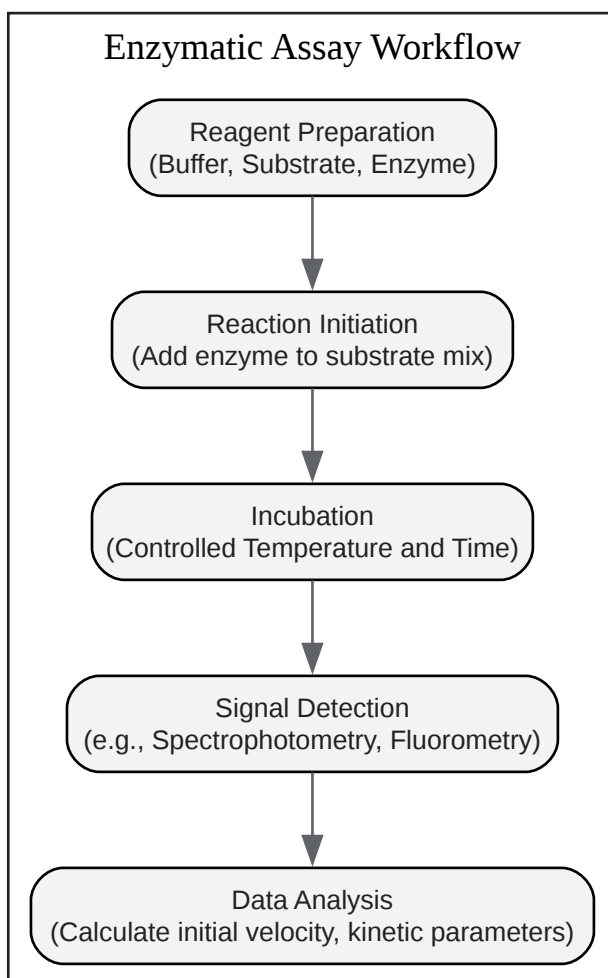 Enzymatic Assay Workflow
Reagent Preparation
(Buffer, Substrate, Enzyme)
Reaction Initiation
(Add enzyme to substrate mix)
Incubation
(Controlled Temperature and Time)
Signal Detection
(e.g., Spectrophotometry, Fluorometry)
Data Analysis
(Calculate initial velocity, kinetic parameters)